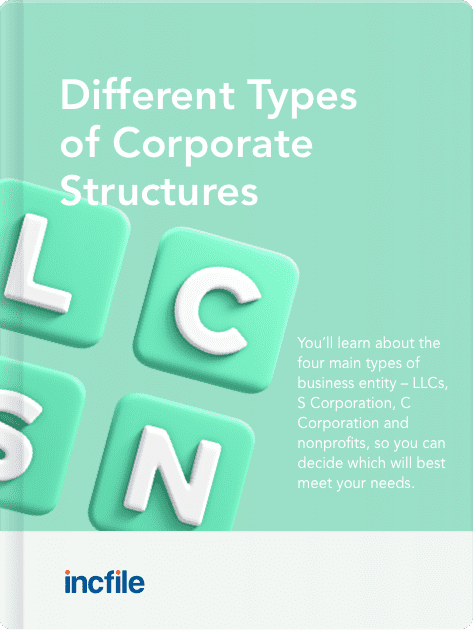 Different Types
of Corporate
Structures
L
C
S
N
You'll learn about the
four main types of
business entity – LLCs,
S Corporation, C
Corporation and
nonprofits, so you can
decide which will best
meet your needs.
incfile